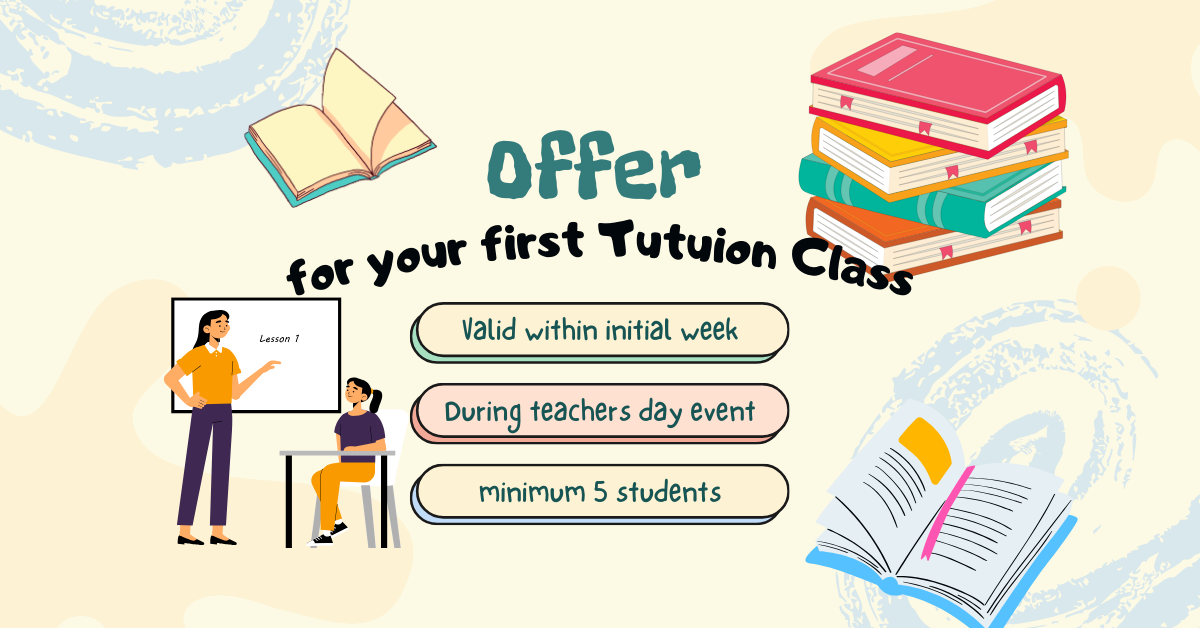 Offer
for your first Tutuion Class
Lesson 1
Valid within initial week
During teachers day event
minimum 5 students